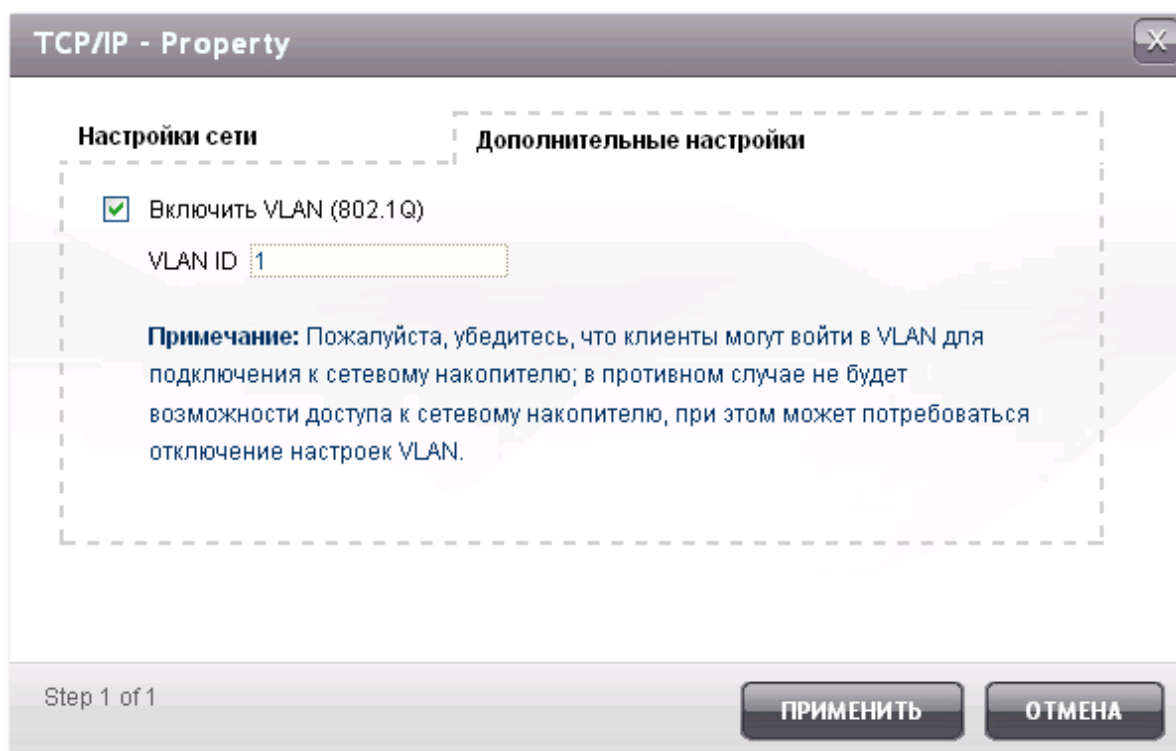 TCP/IP - Property
X
Настройки сети
Дополнительные настройки
Включить VLAN (802.1Q)
VLAN ID 1
Примечание: Пожалуйста, убедитесь, что клиенты могут войти в VLAN для
подключения к сетевому накопителю; в противном случае не будет
возможности доступа к сетевому накопителю, при этом может потребоваться
отключение настроек VLAN.
Step 1 of 1
ПРИМЕНИТЬ
ОТМЕНА